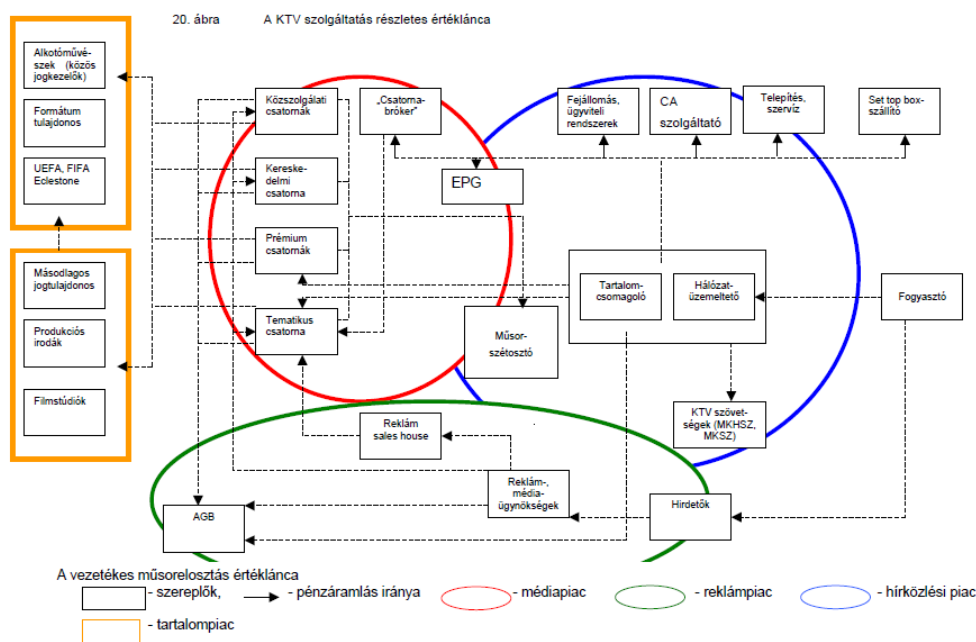 20. ábra A KTV szolgáltatás részletes értéklánca
Alkotóművé-
szek (közös
jogkezelők)
Formátum
tulajdonos
UEFA, FIFA
Eclestone
Másodlagos
jogtulajdonos
Produkciós
irodák
Filmstúdiók
Közszolgálati
csatornák
„Csatorna-
bróker”
Keres­ke-
delmi
csatorna
EPG
Prémium
csatornák
Tematikus
csatorna
Műsor-
szétosztó
Fejállomás,
ügyviteli
rendszerek
CA
szolgáltató
Telepítés,
szervíz
Set top box-
szállító
Tartalom-
csomagoló
Hálózat-
üzemeltető
Fogyasztó
KTV szövet-
ségek (MKHSZ,
MKSZ)
Reklám
sales house
Reklám-,
média-
ügynökségek
AGB
Hirdetők
A vezetékes műsorelosztás értéklánca
- szereplők,
- pénzáramlás iránya
- médiapiac
- reklámpiac
- hírközlési piac
- tartalompiac